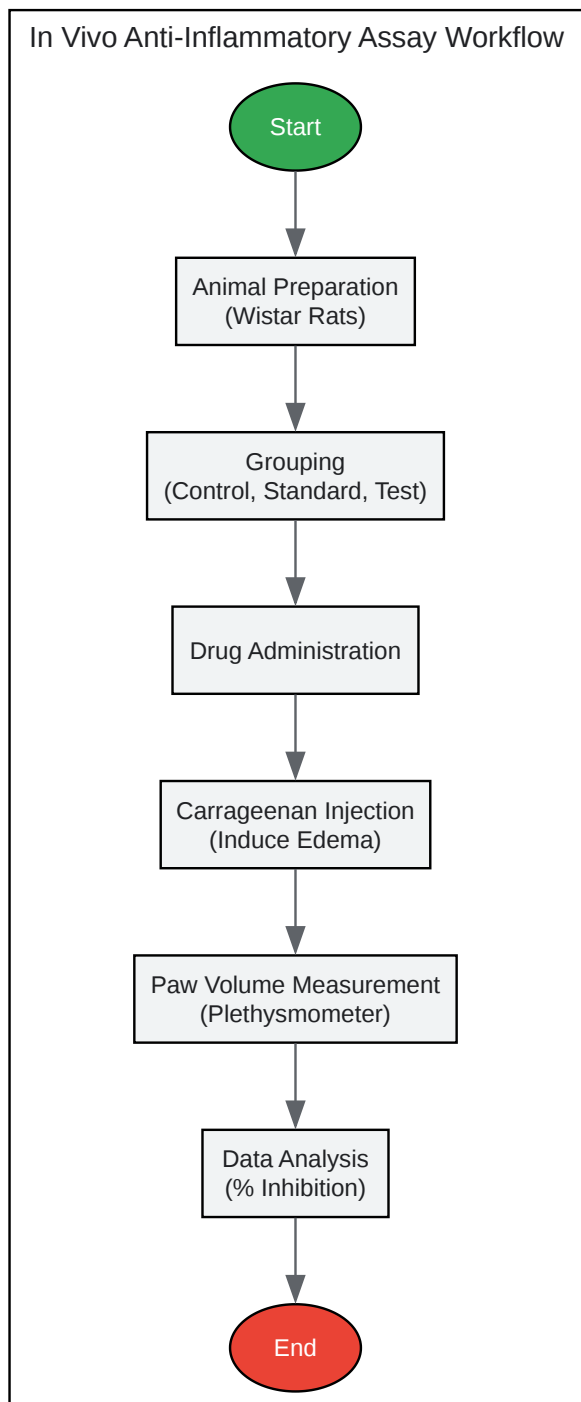 In Vivo Anti-Inflammatory Assay Workflow
Start
Animal Preparation
(Wistar Rats)
Grouping
(Control, Standard, Test)
Drug Administration
Carrageenan Injection
(Induce Edema)
Paw Volume Measurement
(Plethysmometer)
Data Analysis
(% Inhibition)
End